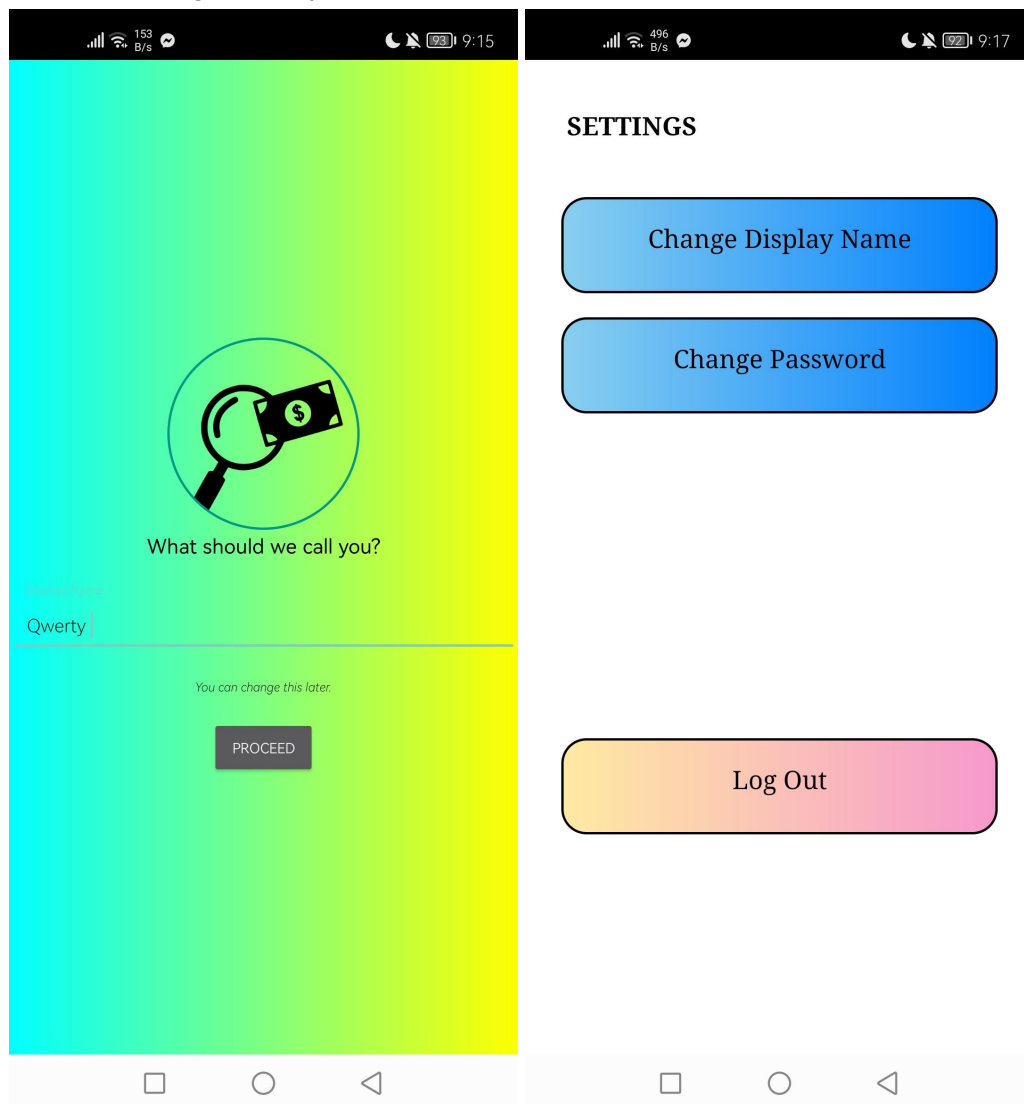 153
B/s
93
9:15
$
What should we call you?
Qwerty
You can change this later.
PROCEED
496
B/s
92
9:17
SETTINGS
Change Display Name
Change Password
Log Out